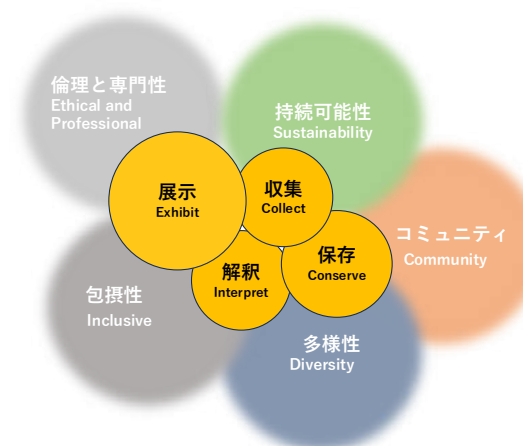 倫理と専門性
Ethical and
Professional
持続可能性
Sustainability
展示
Exhibit
収集
Collect
コミュニティ
Community
保存
Conserve
解釈
Interpret
包摂性
Inclusive
多様性
Diversity